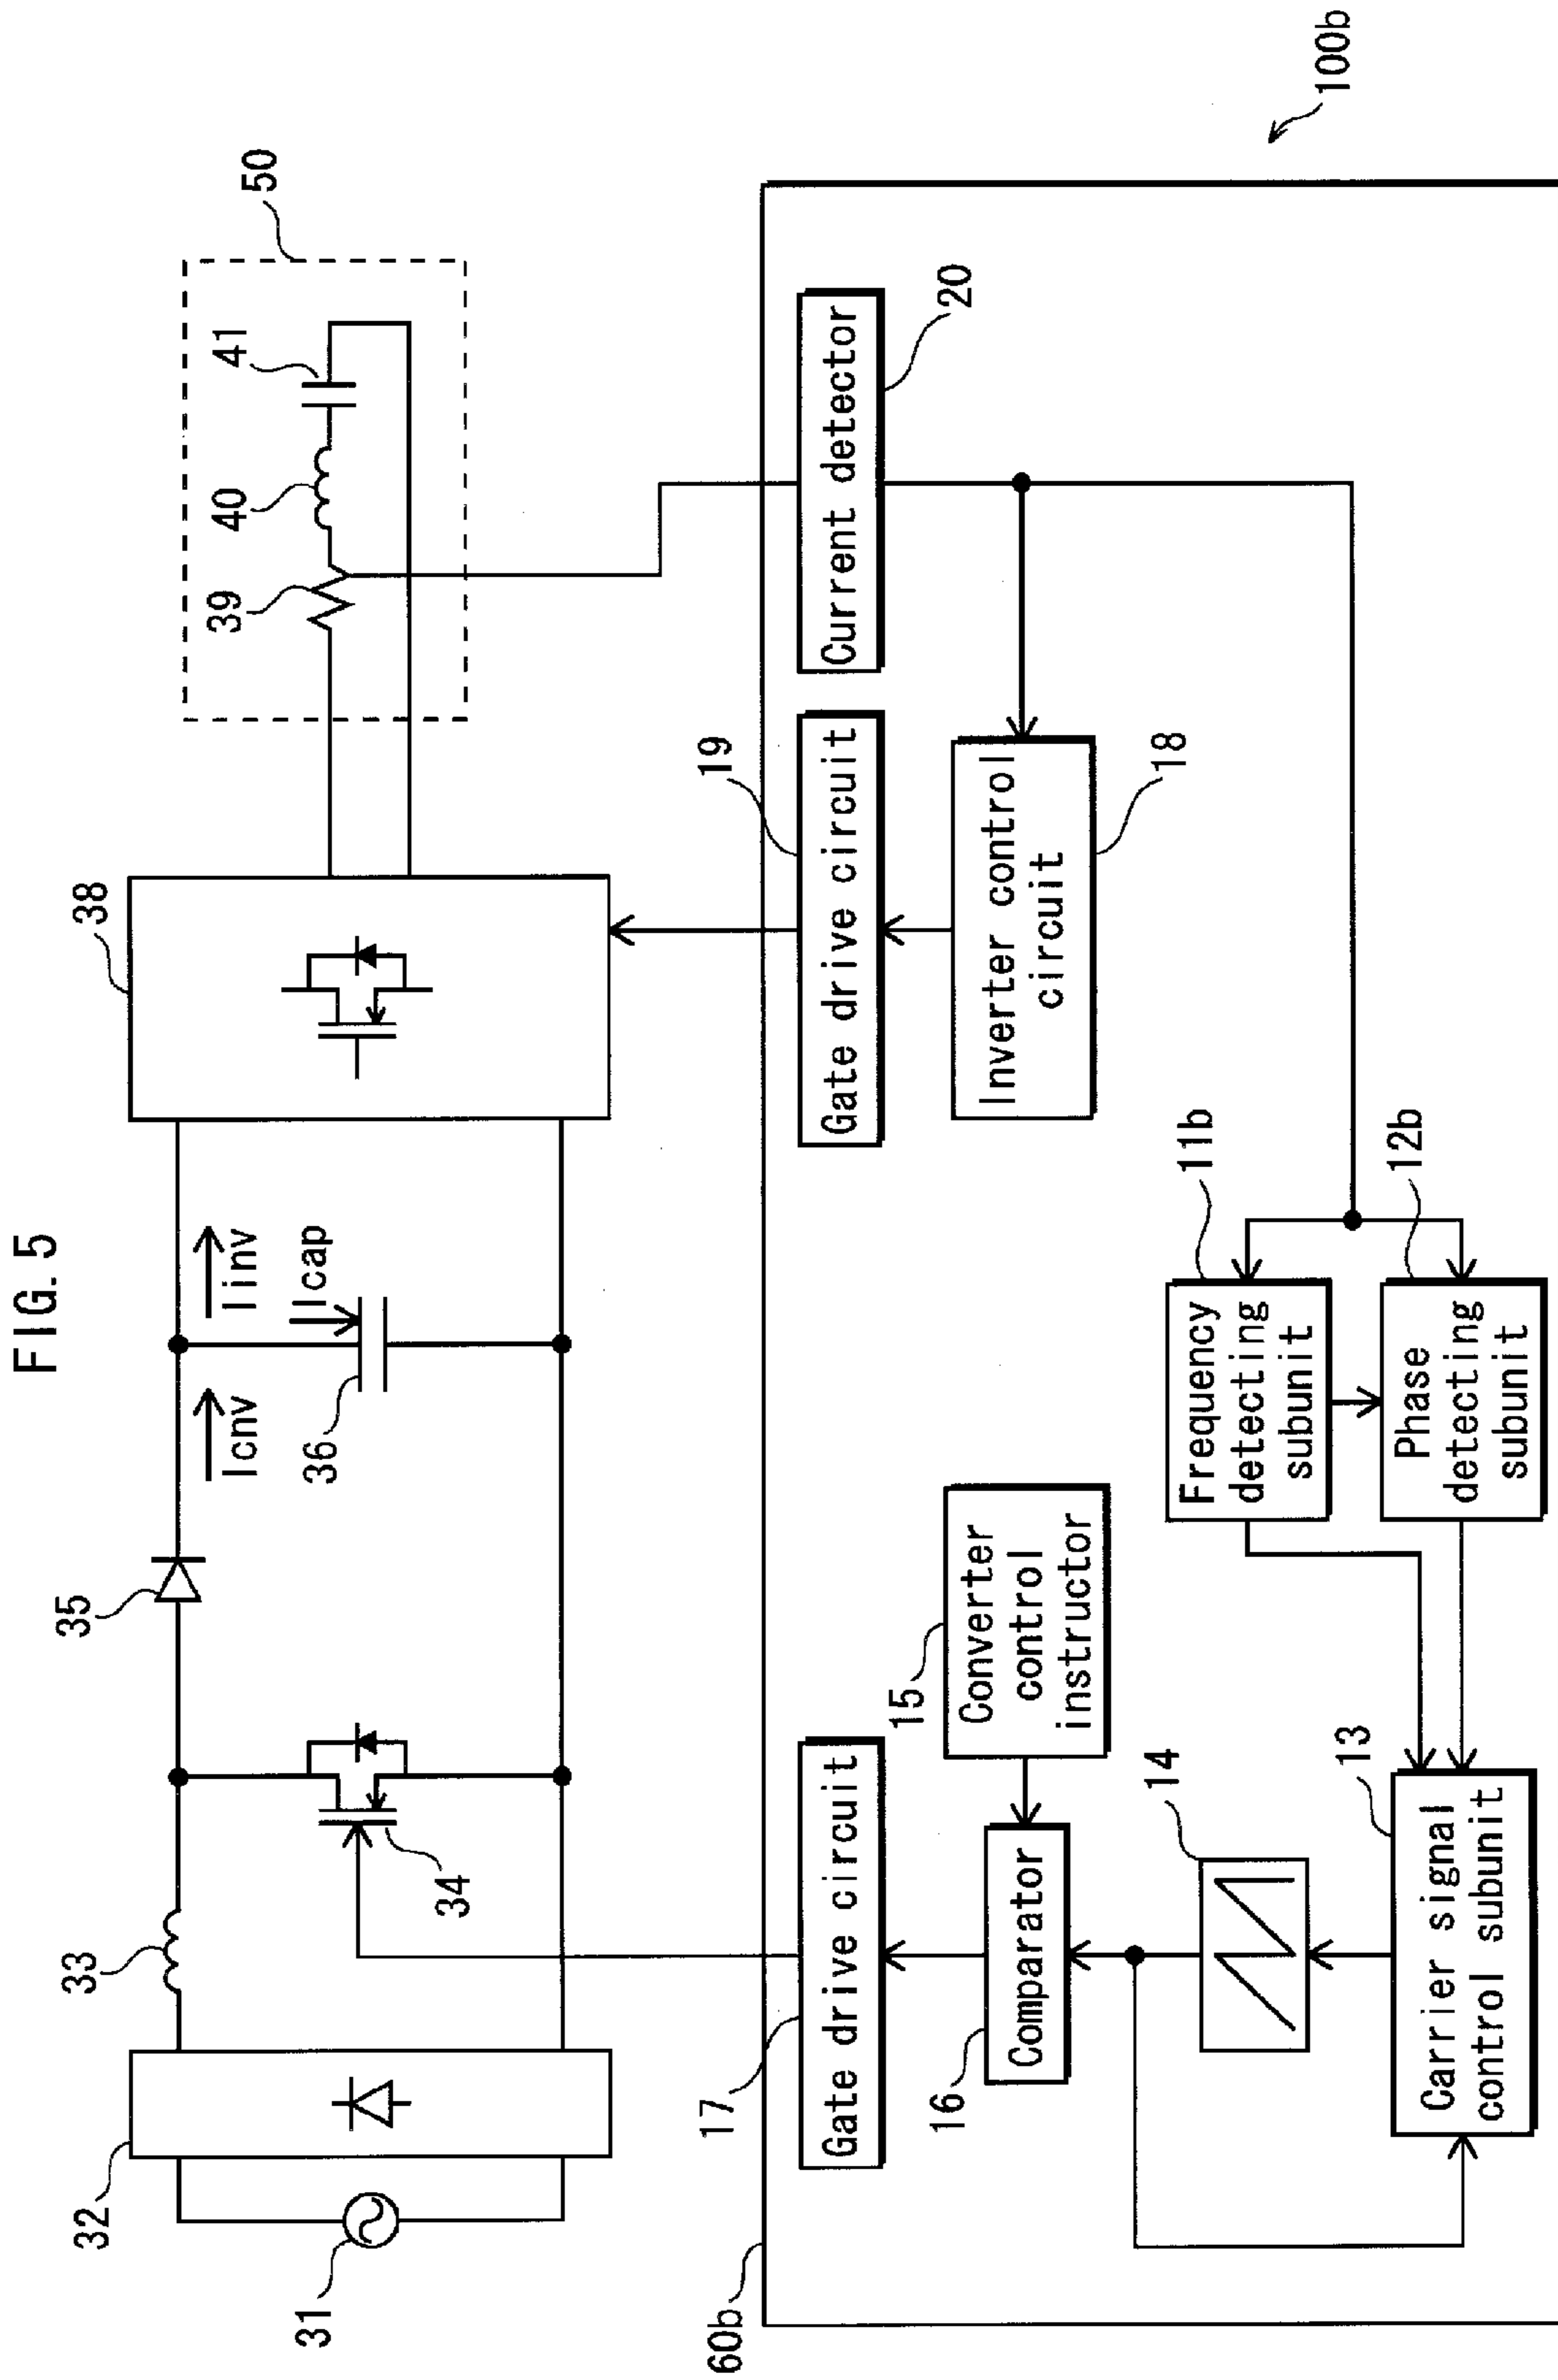 FIG. 5
50
41
40
39
38
Icnv
Iinv
Icap
36
35
34
33
32
31
100b
60b
17
Gate drive circuit
19
Gate drive circuit
Current detector
20
16
Comparator
15
Converter
control
instructor
Inverter control
circuit
18
14
11b
Frequency
detecting
subunit
12b
Phase
detecting
subunit
13
Carrier signal
control subunit